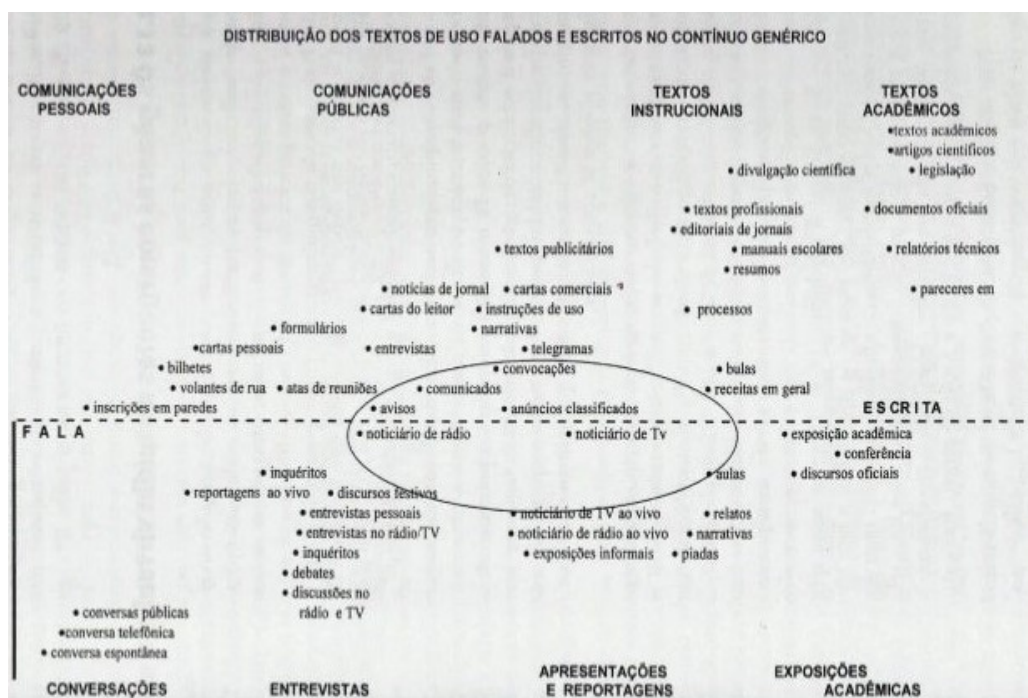 DISTRIBUIÇÃO DOS TEXTOS DE USO FALADOS E ESCRITOS NO CONTÍNUO GENÉRICO
COMUNICAÇÕES PESSOAIS
COMUNICAÇÕES PÚBLICAS
TEXTOS INSTRUCIONAIS
TEXTOS ACADÊMICOS
•textos acadêmicos
•artigos científicos
• divulgação científica
• legislação
• textos profissionais
• documentos oficiais
• editoriais de jornais
• textos publicitários
• manuais escolares
• relatórios técnicos
• resumos
• notícias de jornal
• cartas comerciais
• pareceres em
• cartas do leitor
• instruções de uso
• processos
• formulários
• narrativas
•cartas pessoais
• entrevistas
• telegramas
• bilhetes
• convocações
• bulas
• volantes de rua
• atas de reuniões
• comunicados
• receitas em geral
• inscrições em paredes
• avisos
• anúncios classificados
ESCRITA
FALA
• noticiário de rádio
• noticiário de Tv
• exposição acadêmica
• conferência
• inquéritos
• aulas
• discursos oficiais
• reportagens ao vivo
• discursos festivos
• entrevistas pessoais
• noticiário de TV ao vivo
• relatos
• entrevistas no rádio/TV
• noticiário de rádio ao vivo
• narrativas
• inquéritos
• exposições informais
• piadas
• debates
• discussões no
rádio e TV
• conversas públicas
•conversa telefônica
• conversa espontânea
CONVERSAÇÕES
ENTREVISTAS
APRESENTAÇÕES
E REPORTAGENS
EXPOSIÇÕES
ACADÊMICAS